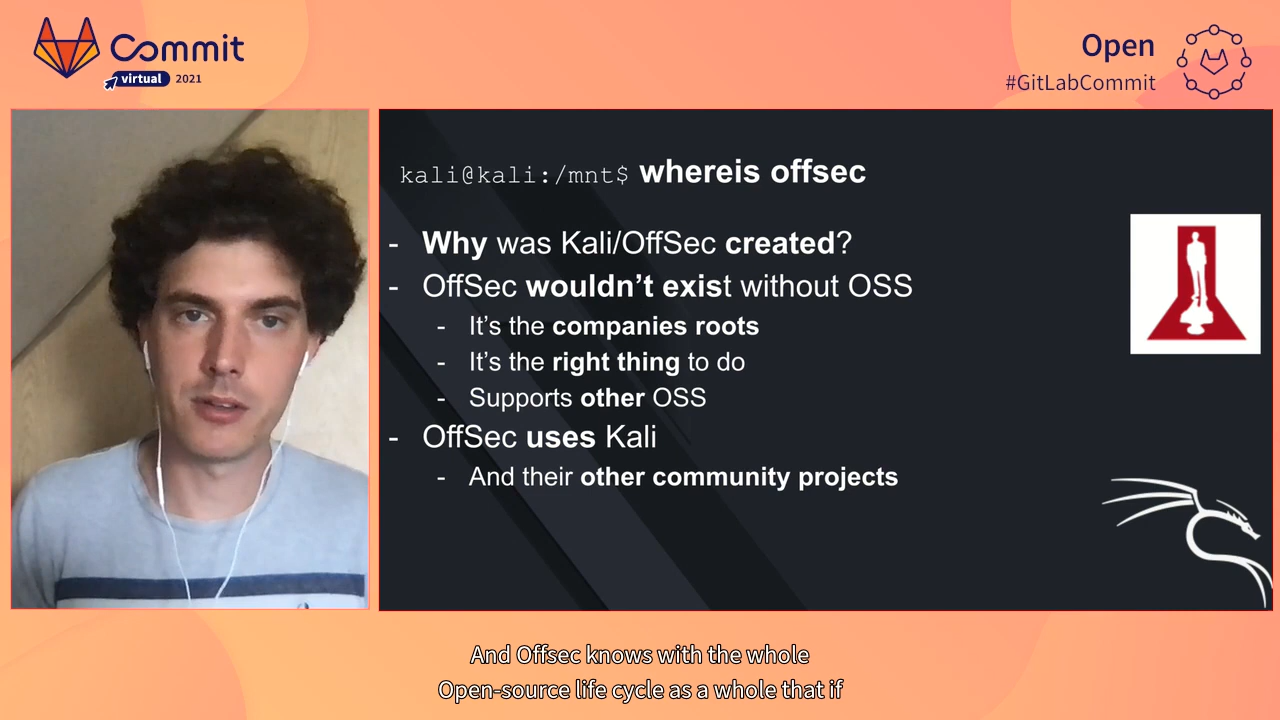 Commit
virtual 2021
Open
#GitLabCommit
kali@kali:/mnt$ whereis offsec
- Why was Kali/OffSec created?
- OffSec wouldn't exist without OSS
- It's the companies roots
- It's the right thing to do
- Supports other OSS
- OffSec uses Kali
- And their other community projects
And Offsec knows with the whole
Open-source life cycle as a whole that if